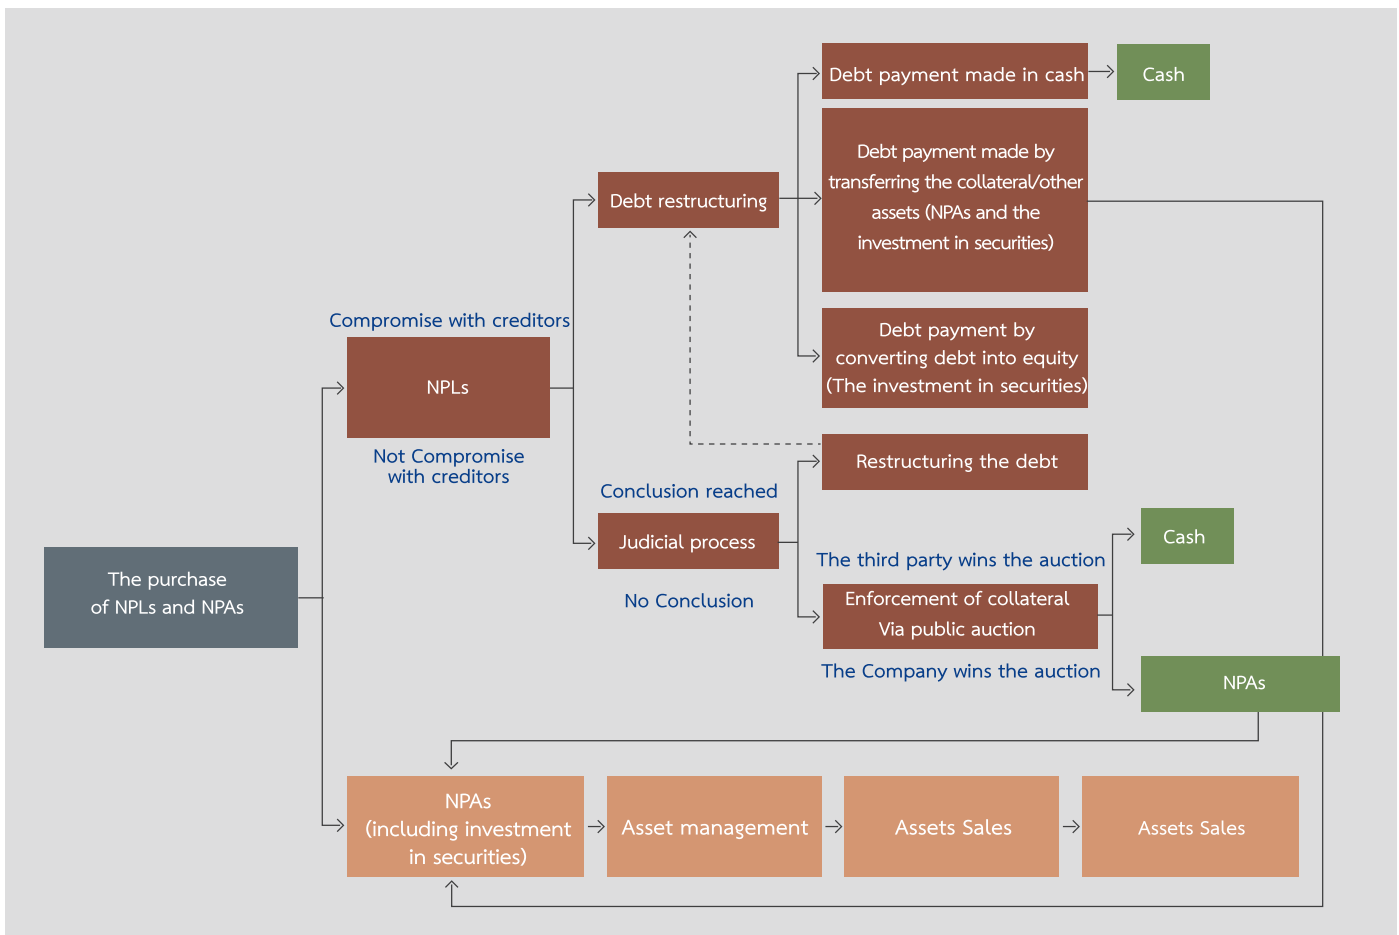 Debt payment made in cash
Cash
Debt payment made by
transferring the collateral/other
assets (NPAs and the
investment in securities)
Debt restructuring
Compromise with creditors
Debt payment by
converting debt into equity
(The investment in securities)
NPLs
Not Compromise
with creditors
Restructuring the debt
Conclusion reached
Judicial process
No Conclusion
Cash
The third party wins the auction
Enforcement of collateral
Via public auction
The Company wins the auction
The purchase
of NPLs and NPAs
NPAs
NPAs
(including investment
in securities)
Asset management
Assets Sales
Assets Sales